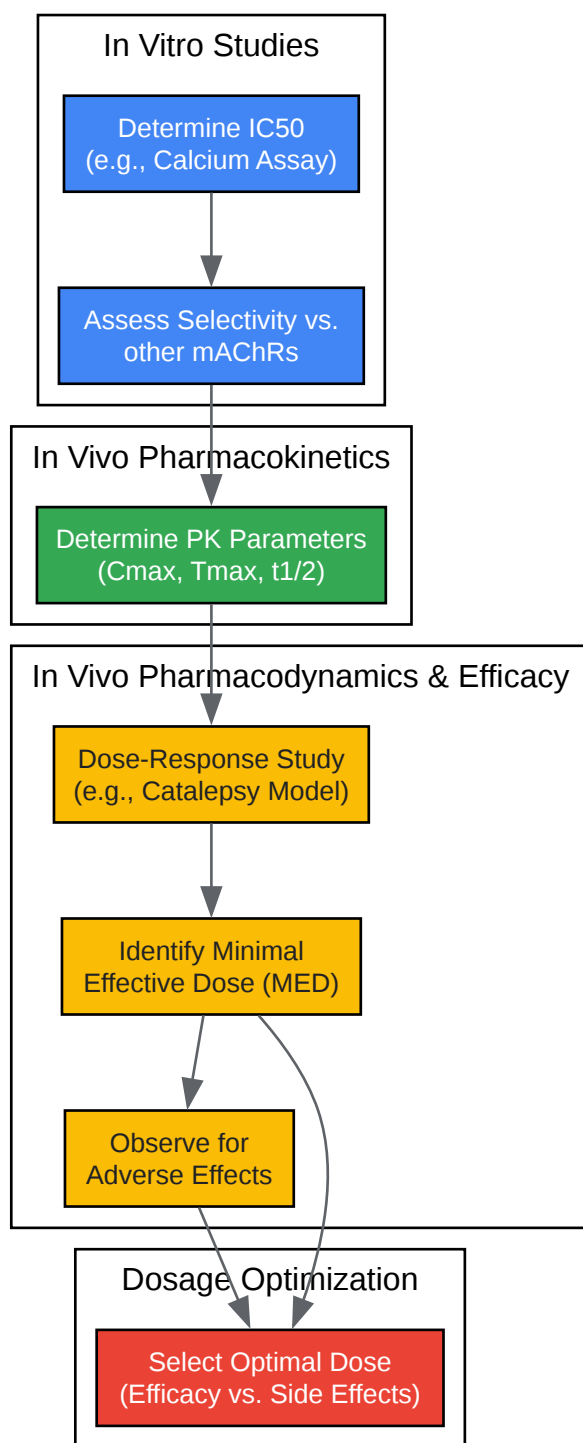 In Vitro Studies
Determine IC50
(e.g., Calcium Assay)
Assess Selectivity vs.
other mAChRs
In Vivo Pharmacokinetics
Determine PK Parameters
(Cmax, Tmax, t1/2)
In Vivo Pharmacodynamics & Efficacy
Dose-Response Study
(e.g., Catalepsy Model)
Identify Minimal
Effective Dose (MED)
Observe for
Adverse Effects
Dosage Optimization
Select Optimal Dose
(Efficacy vs. Side Effects)